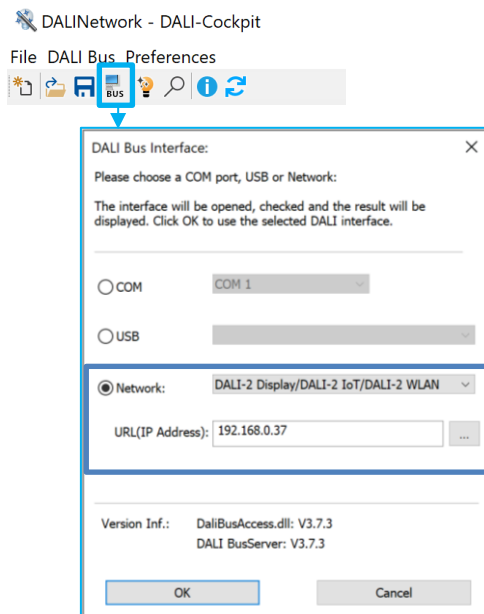 DALINetwork - DALI-Cockpit
File DALI Bus Preferences
BUS
DALI Bus Interface:
Please choose a COM port, USB or Network:
The interface will be opened, checked and the result will be
displayed. Click OK to use the selected DALI interface.
COM
COM 1
USB
Network:
DALI-2 Display/DALI-2 IoT/DALI-2 WLAN
URL(IP Address):
192.168.0.37
...
Version Inf.:
DaliBusAccess.dll: V3.7.3
DALI BusServer: V3.7.3
OK
Cancel